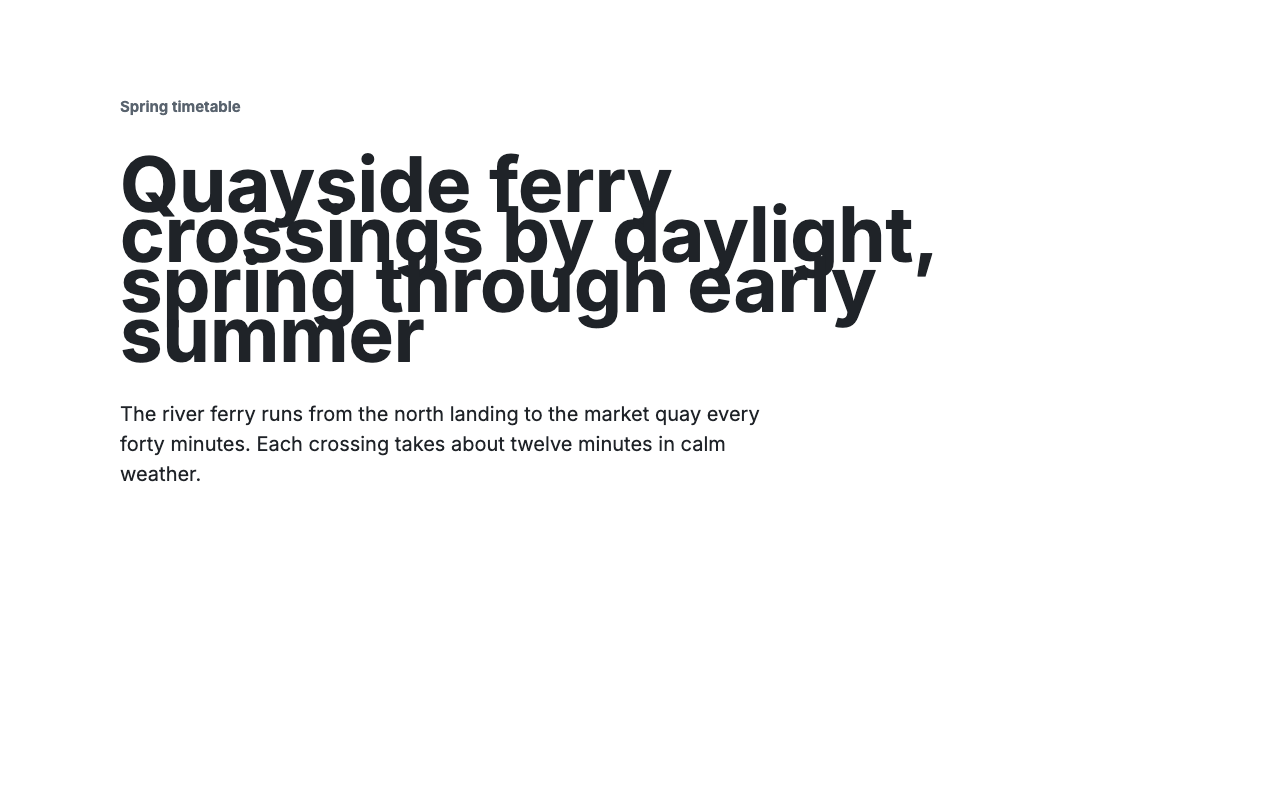 Spring timetable
Quayside ferry
crossings by daylight,
spring through early
summer
The river ferry runs from the north landing to the market quay every
forty minutes. Each crossing takes about twelve minutes in calm
weather.